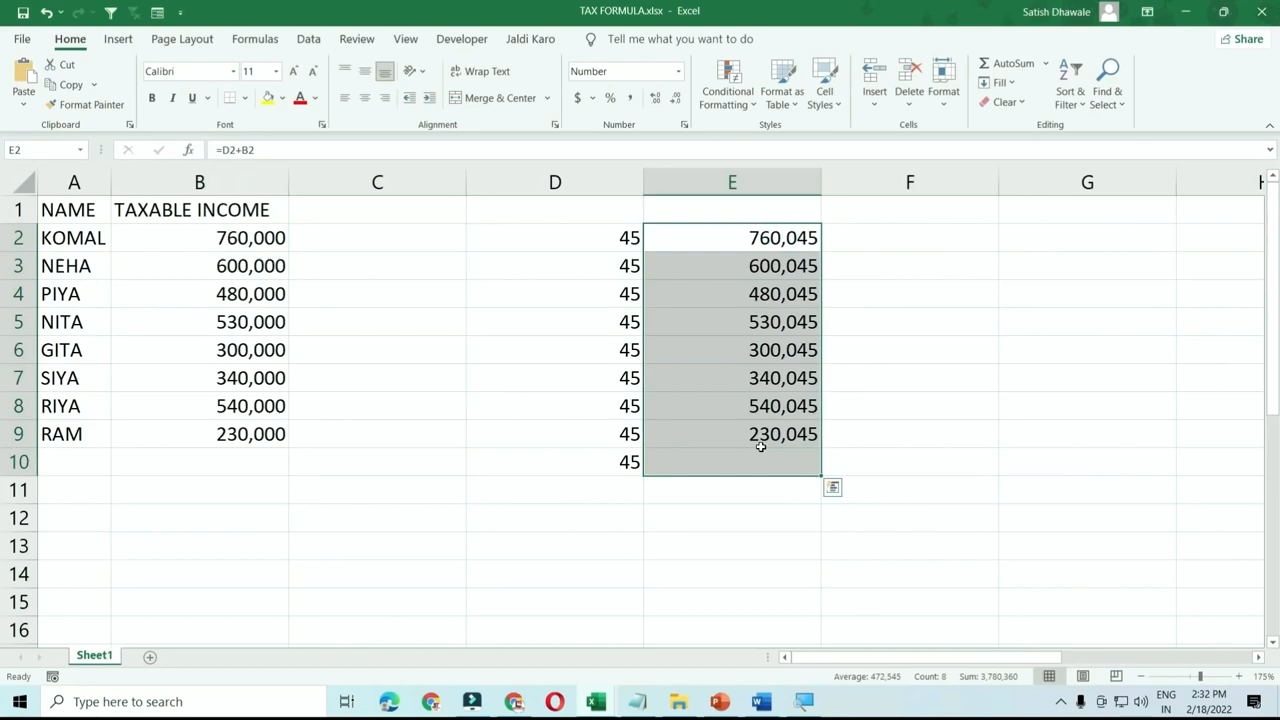 TAX FORMULA.xlsx - Excel
Satish Dhawale
File Home Insert Page Layout Formulas Data Review View Developer Jaldi Karo Tell me what you want to do Share
Paste Cut Copy Format Painter Clipboard
Calibri 11 B I U A Font
Wrap Text Merge & Center Alignment
Number $ % , Number
Conditional Formatting Format as Table Cell Styles Styles
Insert Delete Format Cells
AutoSum Fill Clear Sort & Filter Find & Select Editing
E2 fx =D2+B2
A B C D E F G H
1 NAME TAXABLE INCOME
2 KOMAL 760,000 45 760,045
3 NEHA 600,000 45 600,045
4 PIYA 480,000 45 480,045
5 NITA 530,000 45 530,045
6 GITA 300,000 45 300,045
7 SIYA 340,000 45 340,045
8 RIYA 540,000 45 540,045
9 RAM 230,000 45 230,045
10 45
11
12
13
14
15
16
Sheet1
Ready Average: 472,545 Count: 8 Sum: 3,780,360 175%
Type here to search ENG IN 2:32 PM 2/18/2022